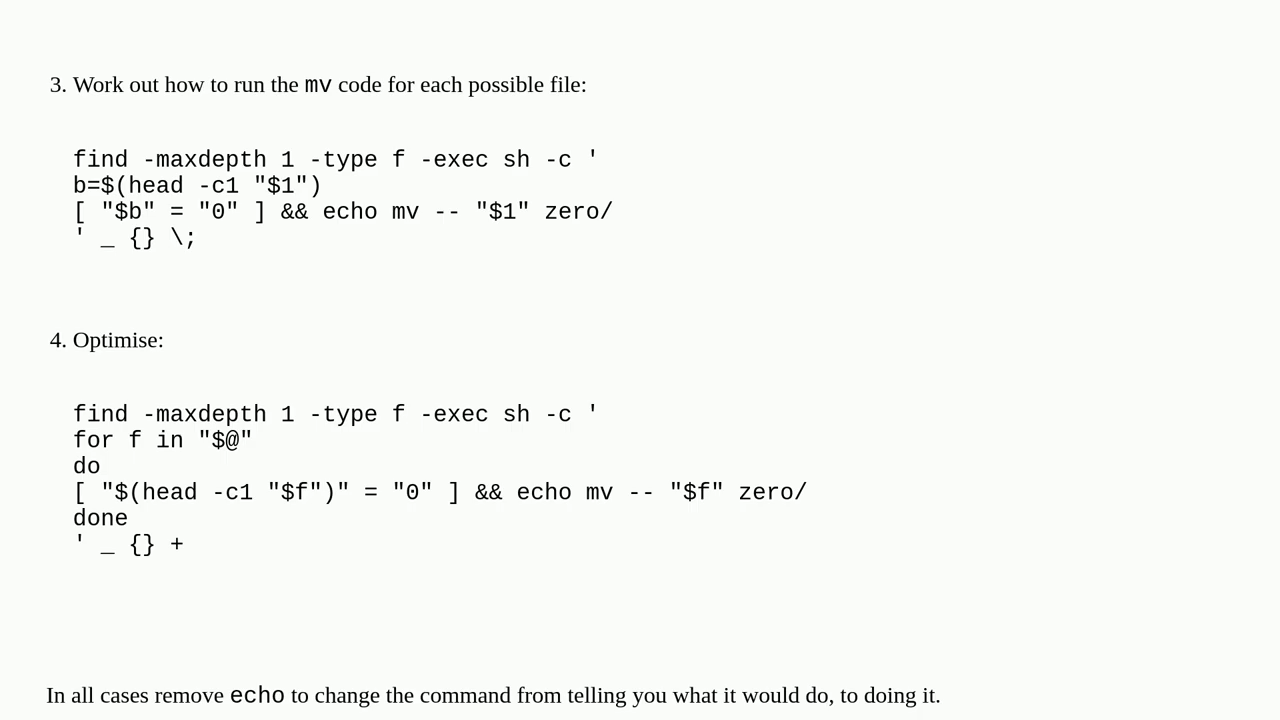 3. Work out how to run the mv code for each possible file:
find -maxdepth 1 -type f -exec sh -c '
b=$(head -c1 "$1")
[ "$b" = "0" ] && echo mv -- "$1" zero/
' _ {} \;
4. Optimise:
find -maxdepth 1 -type f -exec sh -c '
for f in "$@"
do
[ "$(head -c1 "$f")" = "0" ] && echo mv -- "$f" zero/
done
' _ {} +
In all cases remove echo to change the command from telling you what it would do, to doing it.